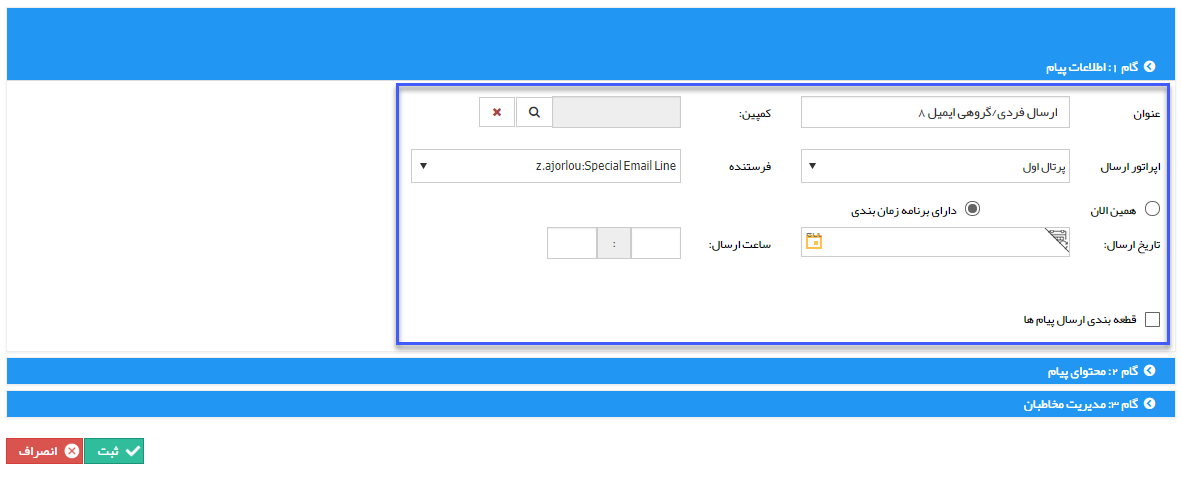 گام ۱: اطلاعات پیام
عنوان ارسال فردی/گروهی ایمیل ۸ کمپین:
اپراتور ارسال پرتال اول فرستنده z.ajorlou:Special Email Line
همین الان دارای برنامه زمان بندی
تاریخ ارسال: ساعت ارسال: :
قطعه بندی ارسال پیام ها
گام ۲: محتوای پیام
گام ۳: مدیریت مخاطبان
ثبت انصراف